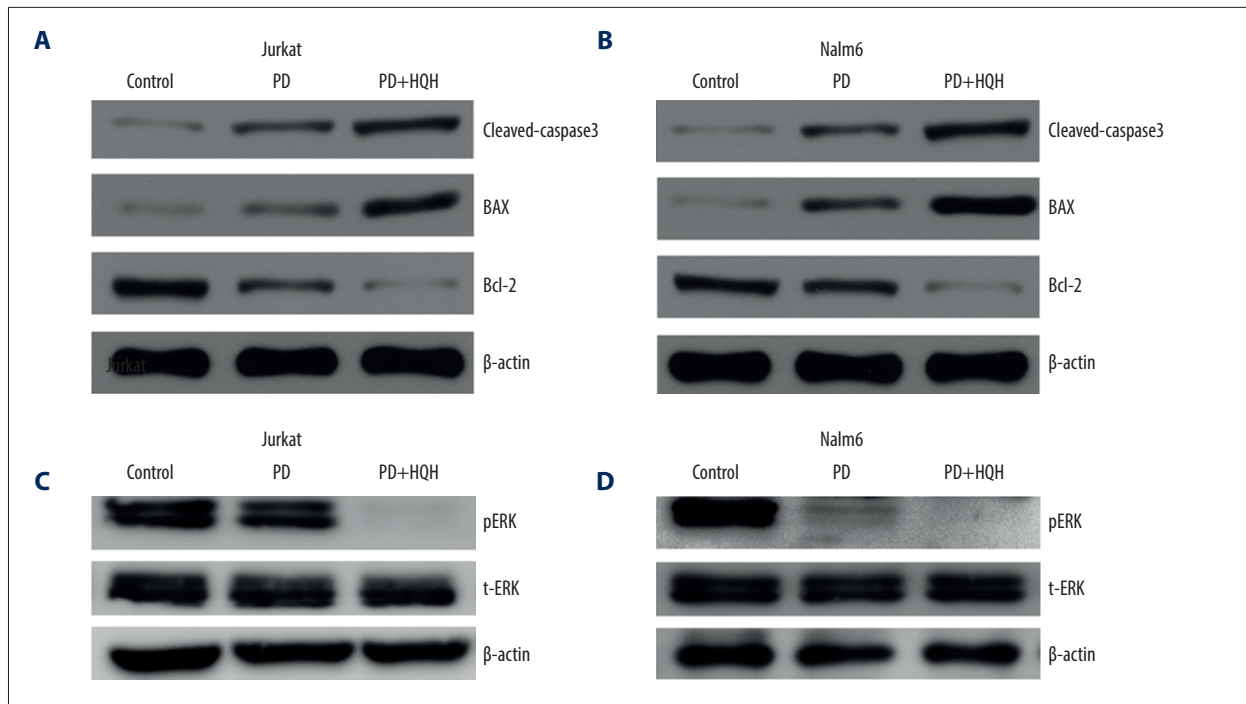 A
Jurkat
Control PD PD+HQH
Cleaved-caspase3
BAX
Bcl-2
Jurkat
β-actin
B
Nalm6
Control PD PD+HQH
Cleaved-caspase3
BAX
Bcl-2
β-actin
C
Jurkat
Control PD PD+HQH
pERK
t-ERK
β-actin
D
Nalm6
Control PD PD+HQH
pERK
t-ERK
β-actin